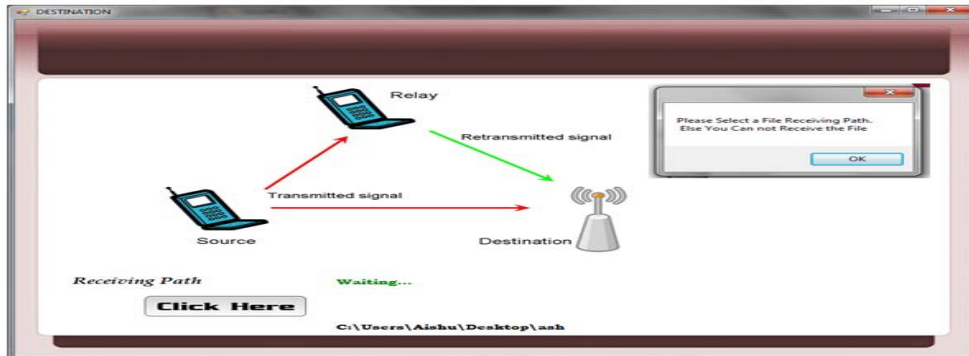 DESTINATION
Relay
Please Select a File Receiving Path.
Else You Can not Receive the File
Retransmitted signal
OK
Transmitted signal
Source
Destination
Receiving Path
Waiting...
Click Here
C:\Users\Aishu\Desktop\ash